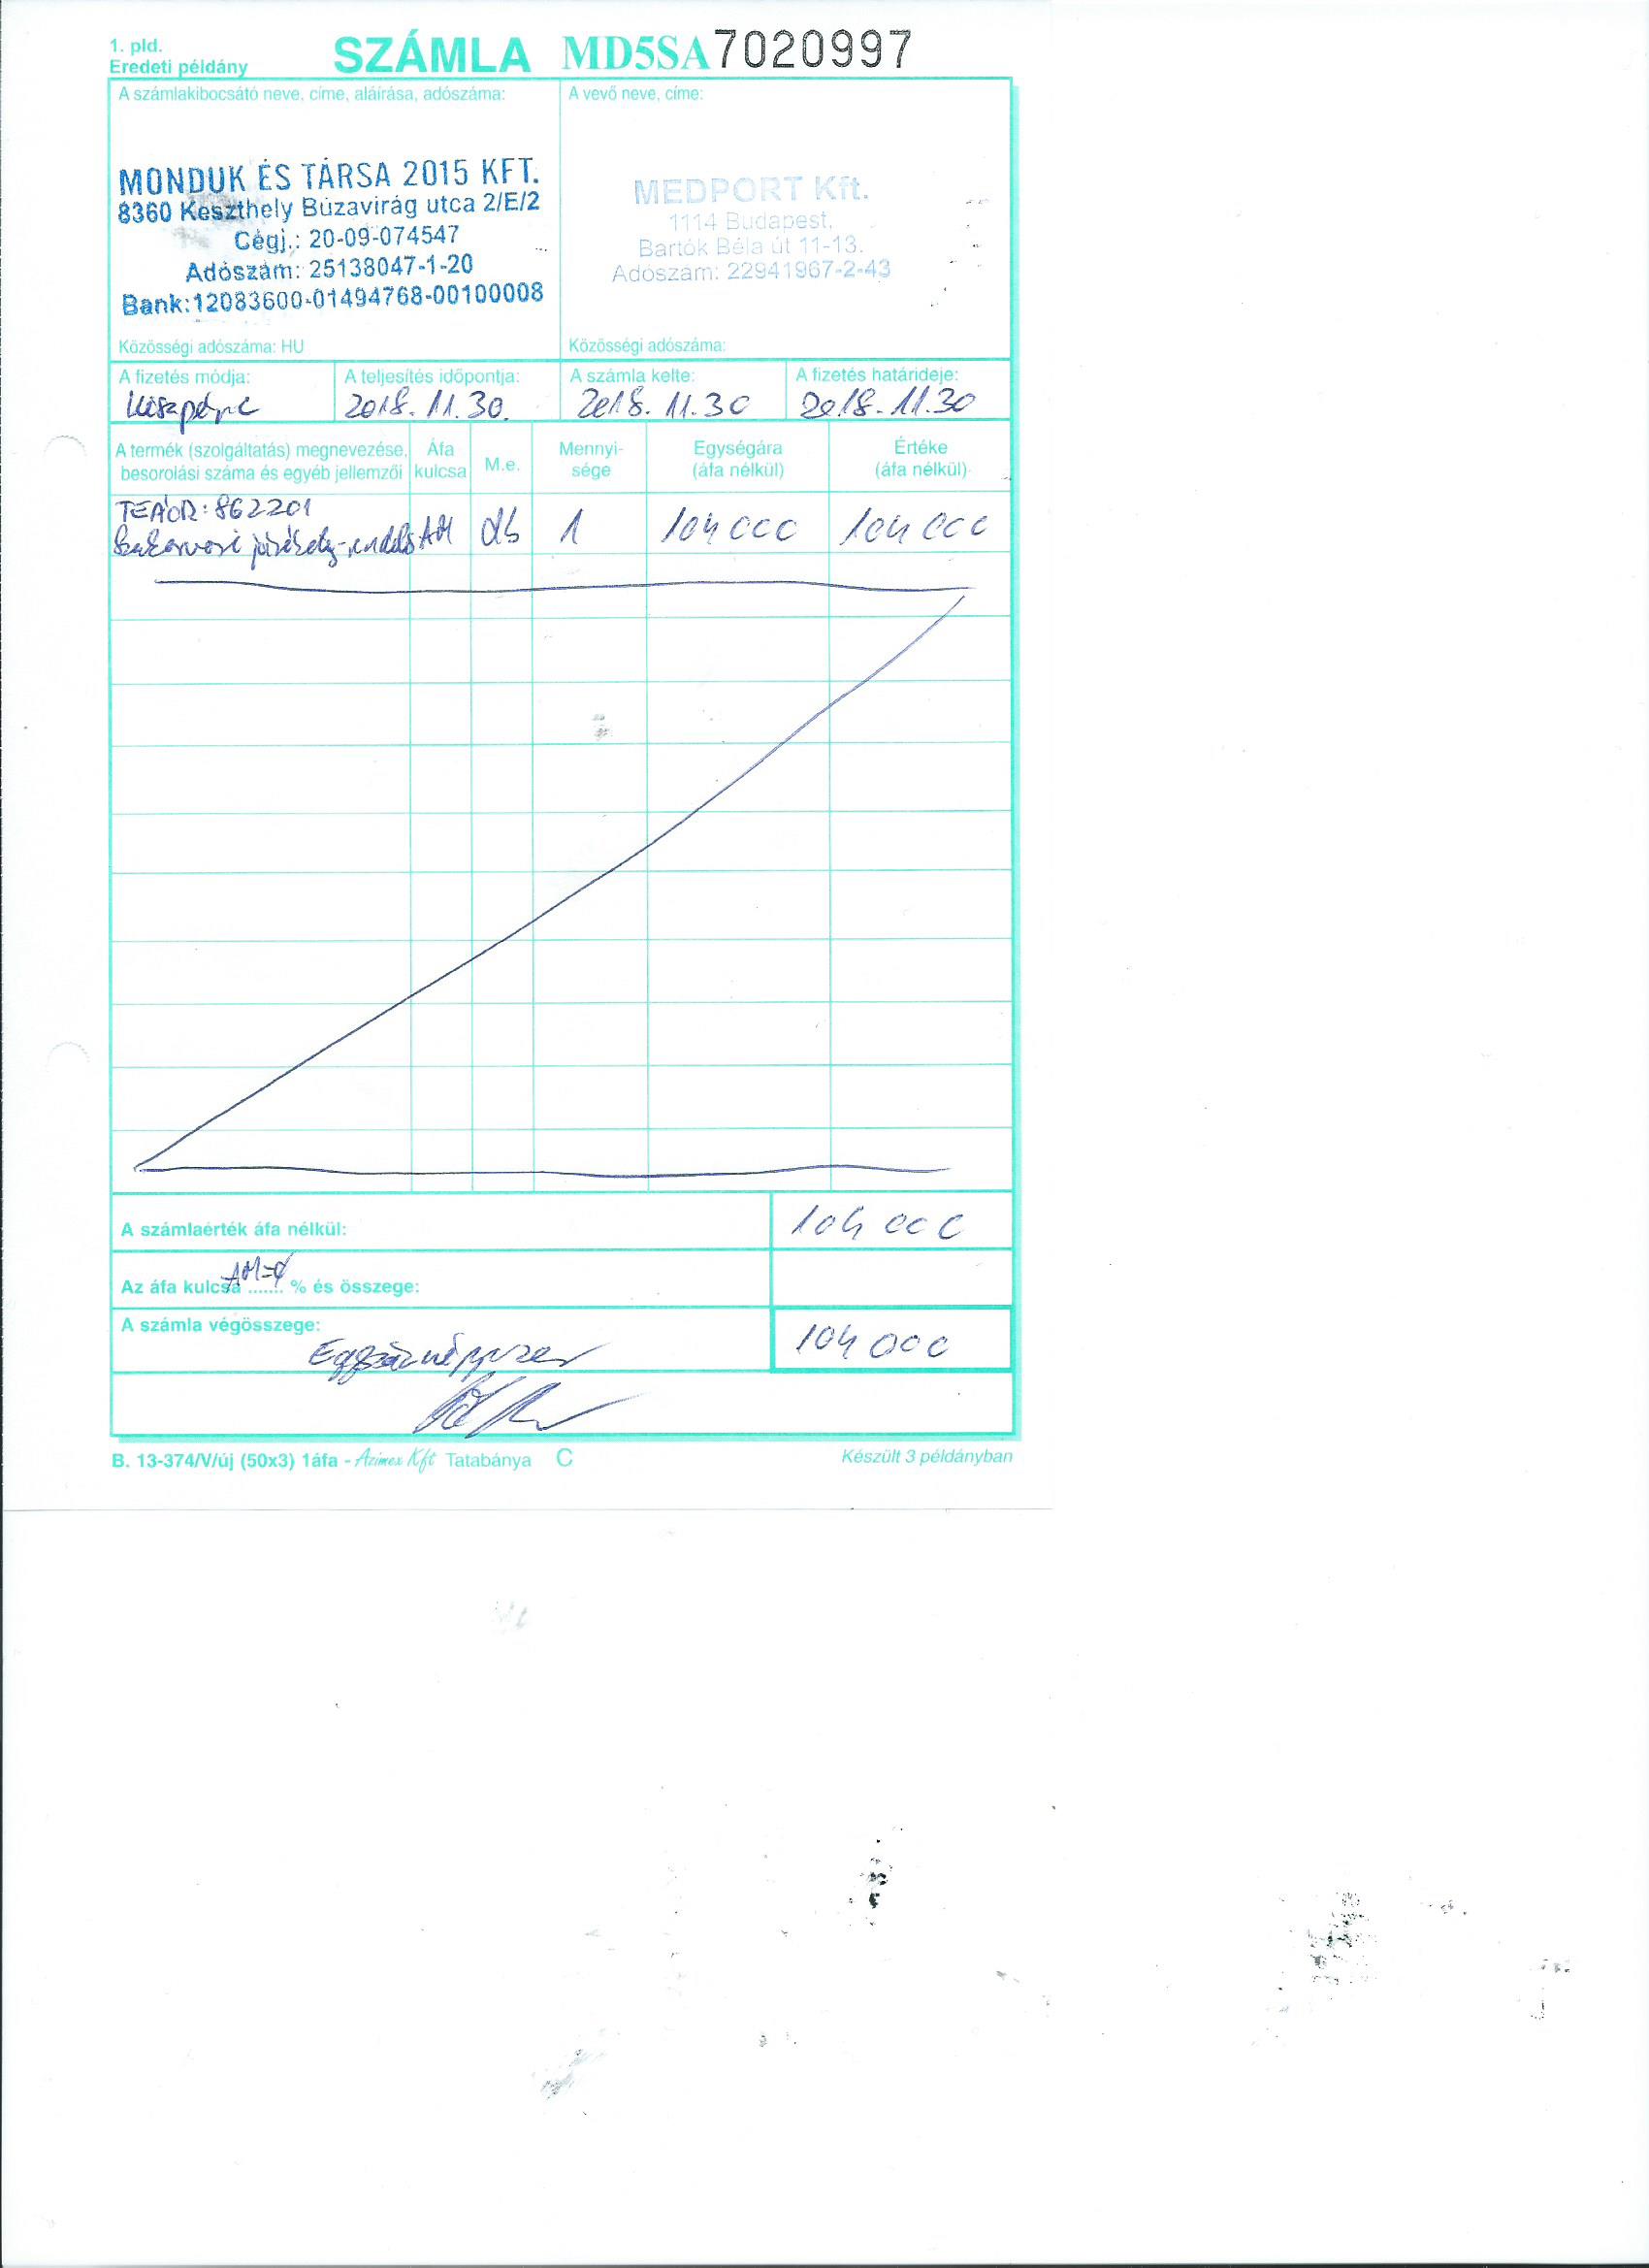 1. pld.
Eredeti példány
SZÁMLA MD5SA 7020997
A számlakibocsátó neve, címe, aláírása, adószáma:
MONDUK ÉS TÁRSA 2015 KFT.
8360 Keszthely Búzavirág utca 2/E/2
Cégj.: 20-09-074547
Adószám: 25138047-1-20
Bank:12083600-01494768-00100008
Közösségi adószáma: HU
A vevő neve, címe:
MEDPORT Kft.
1114 Budapest,
Bartók Béla út 11-13.
Adószám: 22941967-2-43
Közösségi adószáma:
A fizetés módja:
Készpénz
A teljesítés időpontja:
2018. 11. 30.
A számla kelte:
2018. 11. 30
A fizetés határideje:
2018. 11. 30
A termék (szolgáltatás) megnevezése, besorolási száma és egyéb jellemzői
Áfa kulcsa
M.e.
Mennyi-sége
Egységára (áfa nélkül)
Értéke (áfa nélkül)
TEÁOR: 862201
Szakorvosi járóbeteg-rendelés AM db 1 104 000 104 000
A számlaérték áfa nélkül: 104 000
Az áfa kulcsa AM=0 % és összege:
A számla végösszege: 104 000
Egyszáznégyezer
B. 13-374/V/új (50x3) 1áfa - Azimex Kft Tatabánya C
Készült 3 példányban